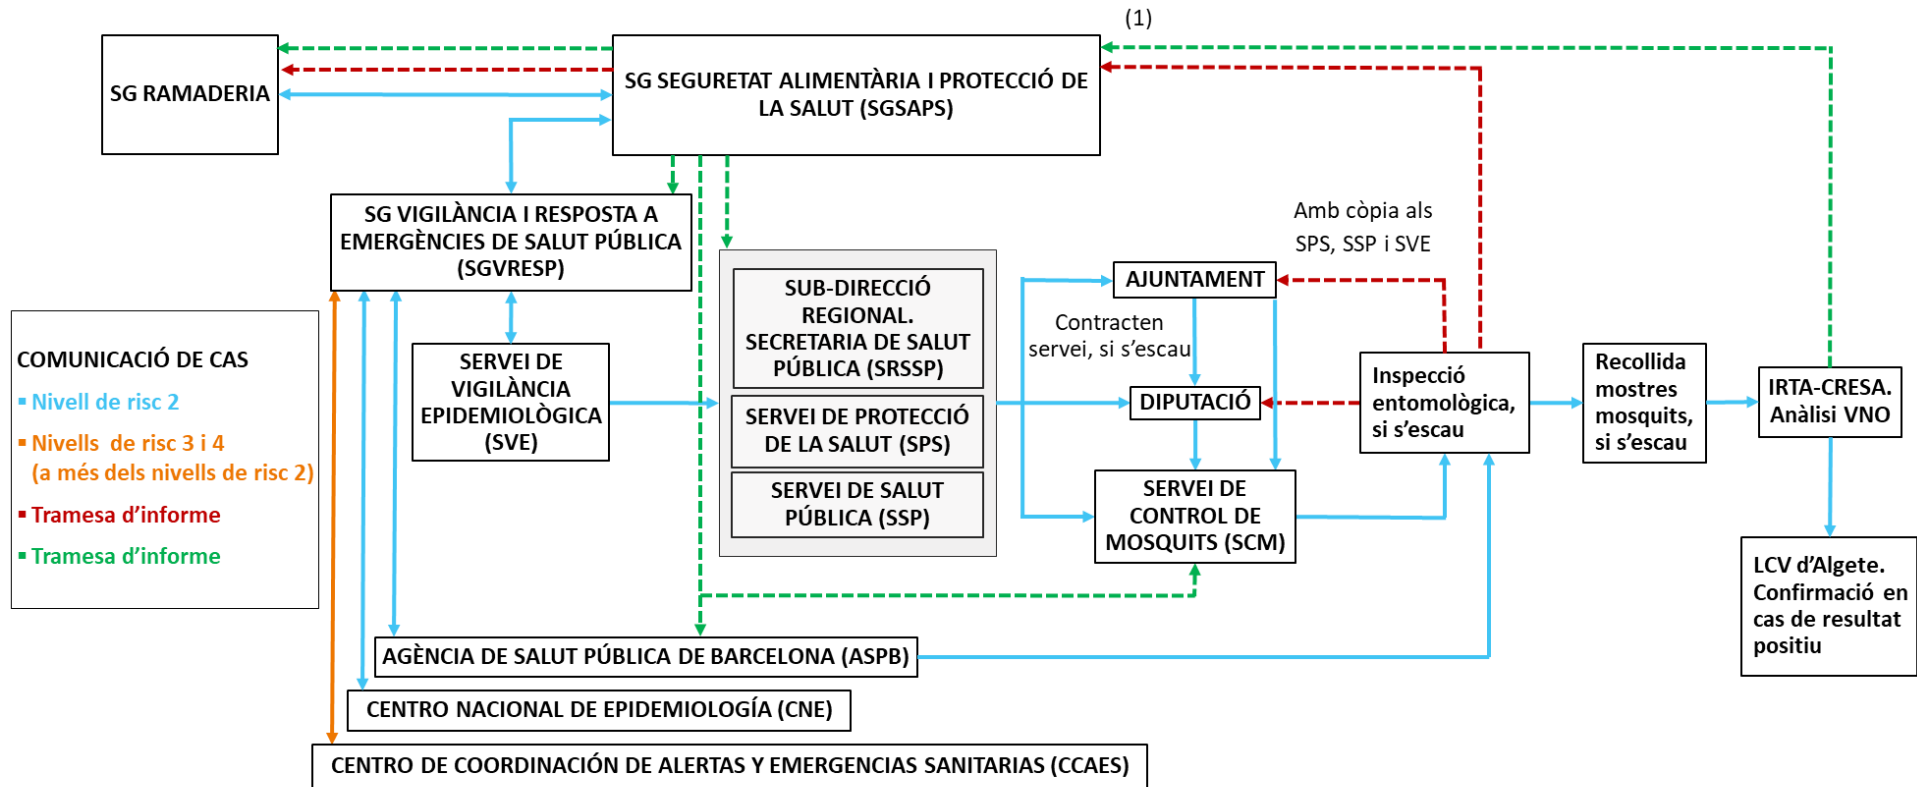 (1)
SG RAMADERIA
SG SEGURETAT ALIMENTÀRIA I PROTECCIÓ DE
LA SALUT (SGSAPS)
SG VIGILÀNCIA I RESPOSTA A
EMERGÈNCIES DE SALUT PÚBLICA
(SGVRESP)
Amb còpia als
SPS, SSP i SVE
SUB-DIRECCIÓ
REGIONAL.
SECRETARIA DE SALUT
PÚBLICA (SRSSP)
SERVEI DE PROTECCIÓ
DE LA SALUT (SPS)
SERVEI DE SALUT
PÚBLICA (SSP)
AJUNTAMENT
Contracten
servei, si s'escau
DIPUTACIÓ
SERVEI DE
CONTROL DE
MOSQUITS (SCM)
SERVEI DE
VIGILÀNCIA
EPIDEMIOLÒGICA
(SVE)
Inspecció
entomològica,
si s'escau
Recollida
mostres
mosquits,
si s'escau
IRTA-CRESA.
Anàlisi VNO
LCV d'Algete.
Confirmació en
cas de resultat
positiu
COMUNICACIÓ DE CAS
▪ Nivell de risc 2
▪ Nivells de risc 3 i 4
(a més dels nivells de risc 2)
▪ Tramesa d'informe
▪ Tramesa d'informe
AGÈNCIA DE SALUT PÚBLICA DE BARCELONA (ASPB)
CENTRO NACIONAL DE EPIDEMIOLOGÍA (CNE)
CENTRO DE COORDINACIÓN DE ALERTAS Y EMERGENCIAS SANITARIAS (CCAES)